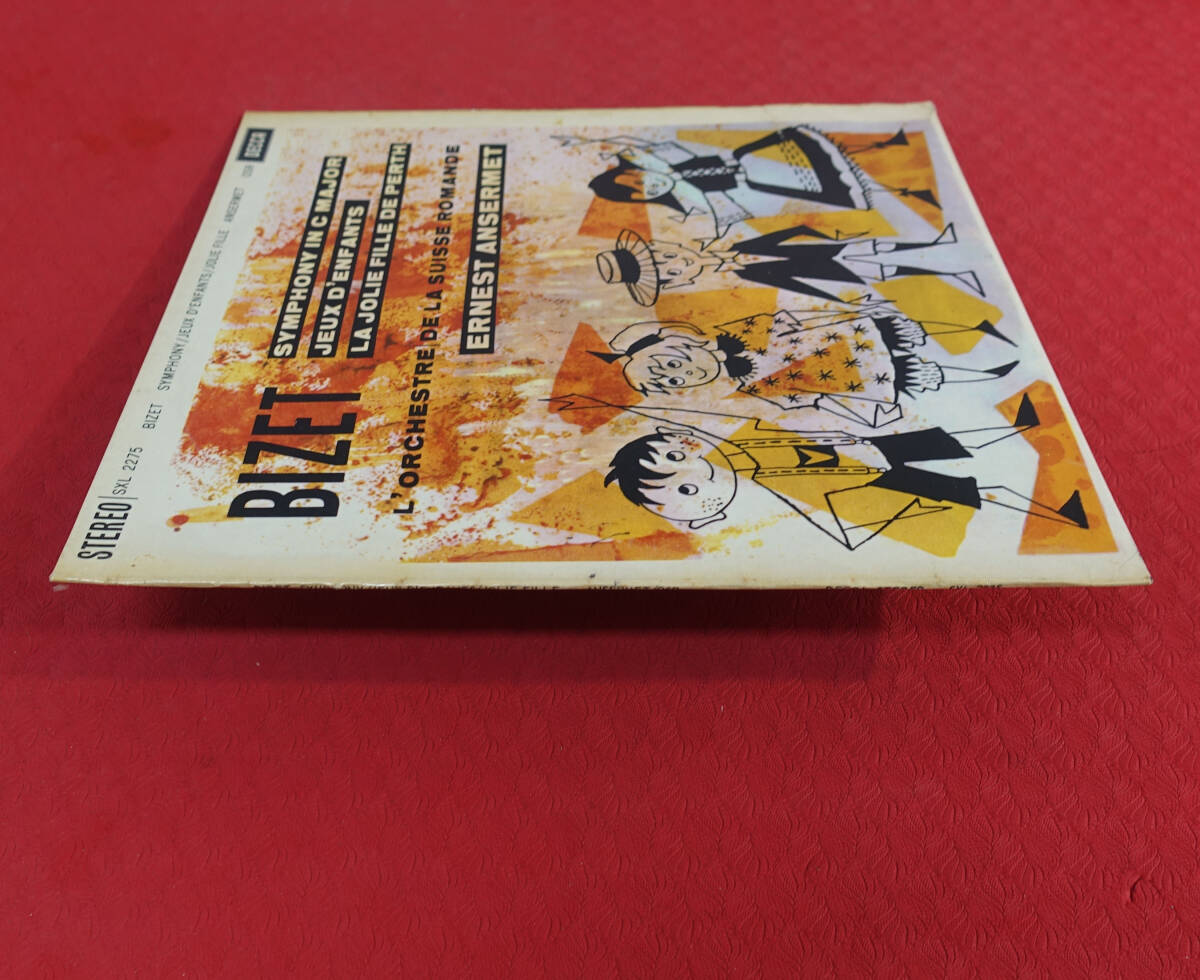 STEREO | SXL 2275 BIZET SYMPHONY/JEUX D'ENFANTS/JOLIE FILLE ANSERMET OSR DECCA
BIZET
SYMPHONY IN C MAJOR
JEUX D'ENFANTS
LA JOLIE FILLE DE PERTH
L'ORCHESTRE DE LA SUISSE ROMANDE
ERNEST ANSERMET